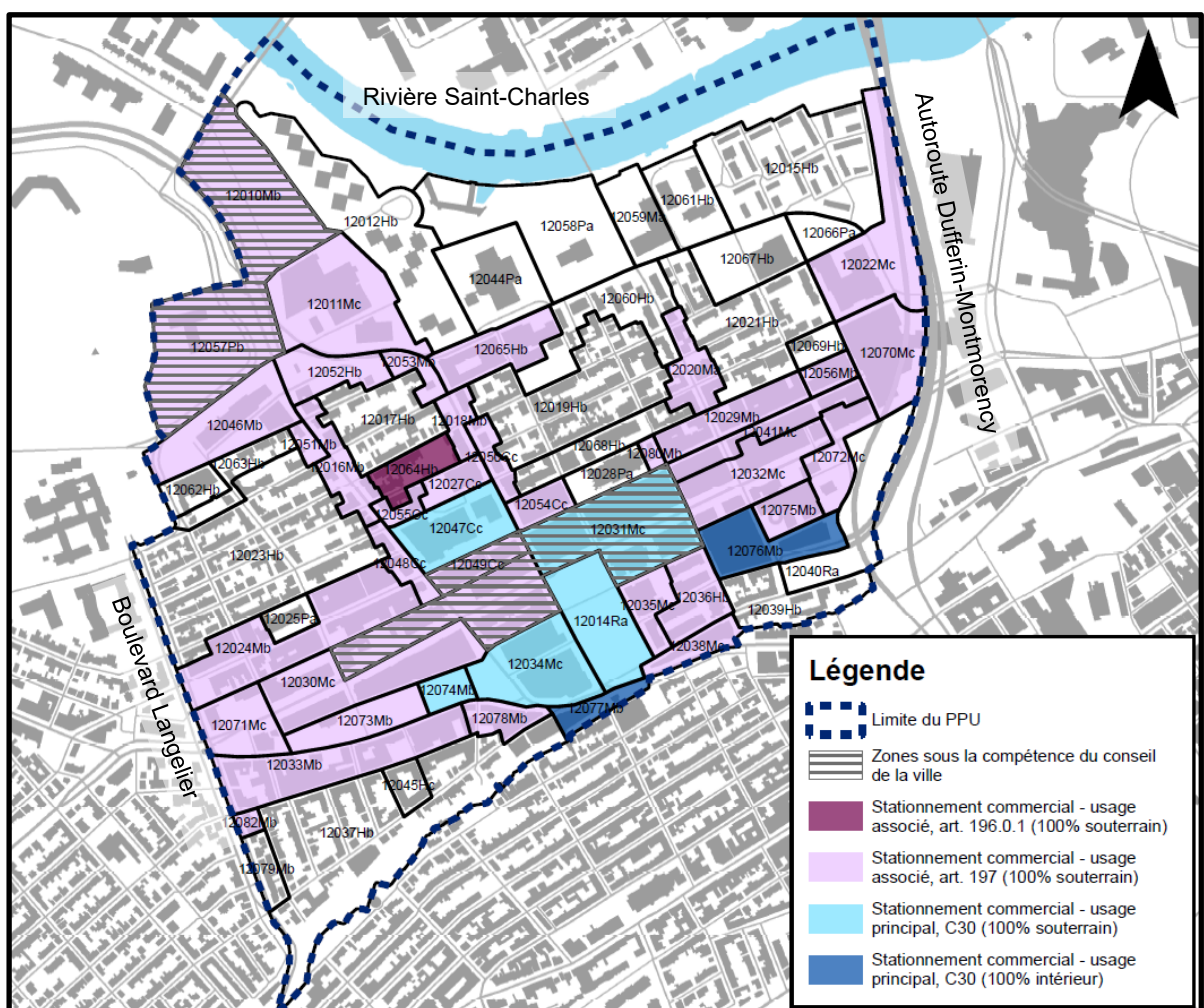 Rivière Saint-Charles
Autoroute Dufferin-Montmorency
Boulevard Langelier
12010Mb
12012Hb
12058Pa
12059Ma
12061Hb
12015Hb
12066Pa
12044Pa
12067Hb
12022Mc
12011Mc
12060Hb
12021Hb
12057Pb
12065Hb
12069Hb
12070Mc
12053Mb
12052Hb
12020Ma
12056Mb
12019Hb
12017Hb
12018Mb
12029Mb
12046Mb
12041Mc
12051Mb
12068Hb
12080Mb
12063Hb
12016Mb
12064Hb
12050Cc
12028Pa
12032Mc
12072Mc
12062Hb
12027Cc
12054Cc
12055Cc
12047Cc
12031Mc
12075Mb
12076Mb
12023Hb
12048Cc
12049Cc
12040Ra
12025Pa
12014Ra
12035Mc
12036Hb
12039Hb
12024Mb
12038Mc
12034Mc
12030Mc
12074Mb
12077Mb
12071Mc
12073Mb
12078Mb
12033Mb
12045Hc
12082Mb
12037Hb
12079Mb
Légende
Limite du PPU
Zones sous la compétence du conseil
de la ville
Stationnement commercial - usage
associé, art. 196.0.1 (100% souterrain)
Stationnement commercial - usage
associé, art. 197 (100% souterrain)
Stationnement commercial - usage
principal, C30 (100% souterrain)
Stationnement commercial - usage
principal, C30 (100% intérieur)